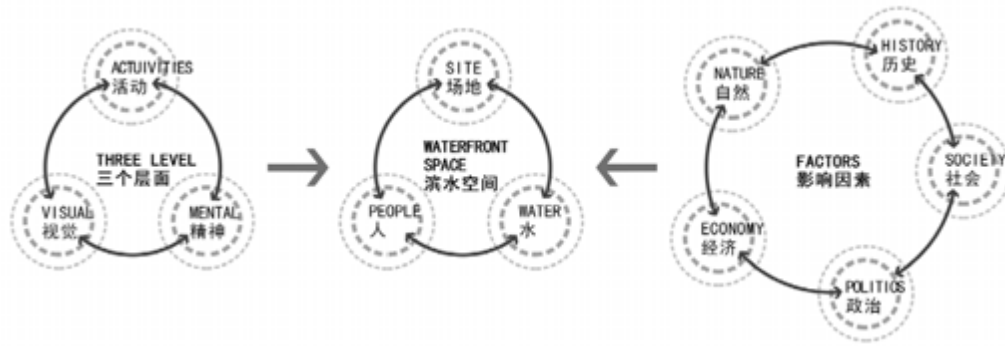 ACTUIVITIES
活动
THREE LEVEL
三个层面
VISUAL
视觉
MENTAL
精神
SITE
场地
WATERFRONT
SPACE
滨水空间
PEOPLE
人
WATER
水
HISTORY
历史
NATURE
自然
SOCIETY
社会
FACTORS
影响因素
ECONOMY
经济
POLITICS
政治